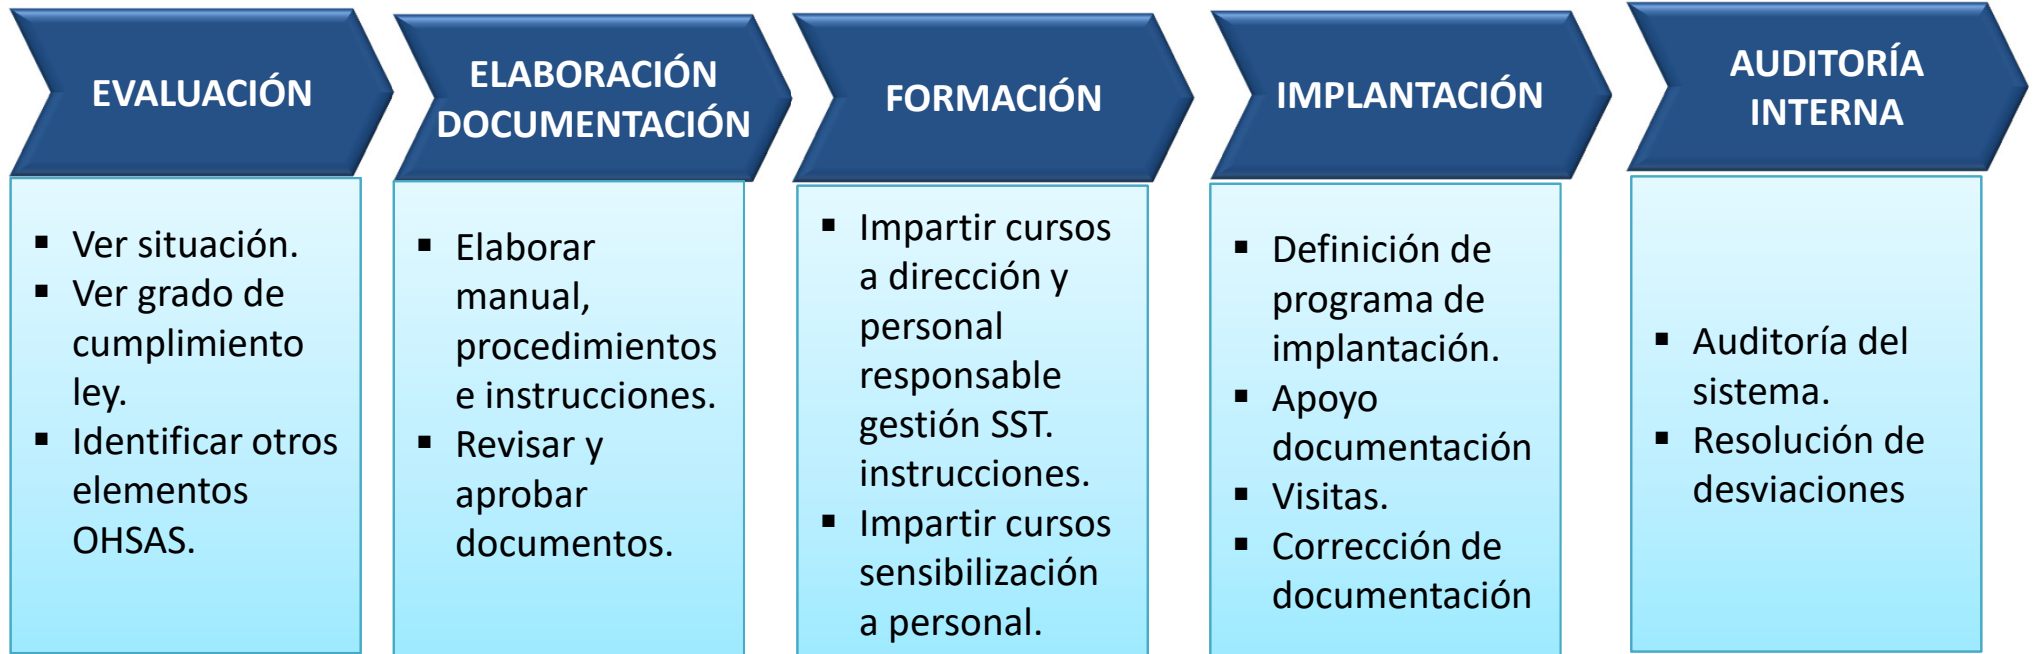 EVALUACIÓN
▪ Ver situación.
▪ Ver grado de
cumplimiento
ley.
▪ Identificar otros
elementos
OHSAS.
ELABORACIÓN
DOCUMENTACIÓN
▪ Elaborar
manual,
procedimientos
e instrucciones.
▪ Revisar y
aprobar
documentos.
FORMACIÓN
▪ Impartir cursos
a dirección y
personal
responsable
gestión SST.
instrucciones.
▪ Impartir cursos
sensibilización
a personal.
IMPLANTACIÓN
▪ Definición de
programa de
implantación.
▪ Apoyo
documentación
▪ Visitas.
▪ Corrección de
documentación
AUDITORÍA
INTERNA
▪ Auditoría del
sistema.
▪ Resolución de
desviaciones